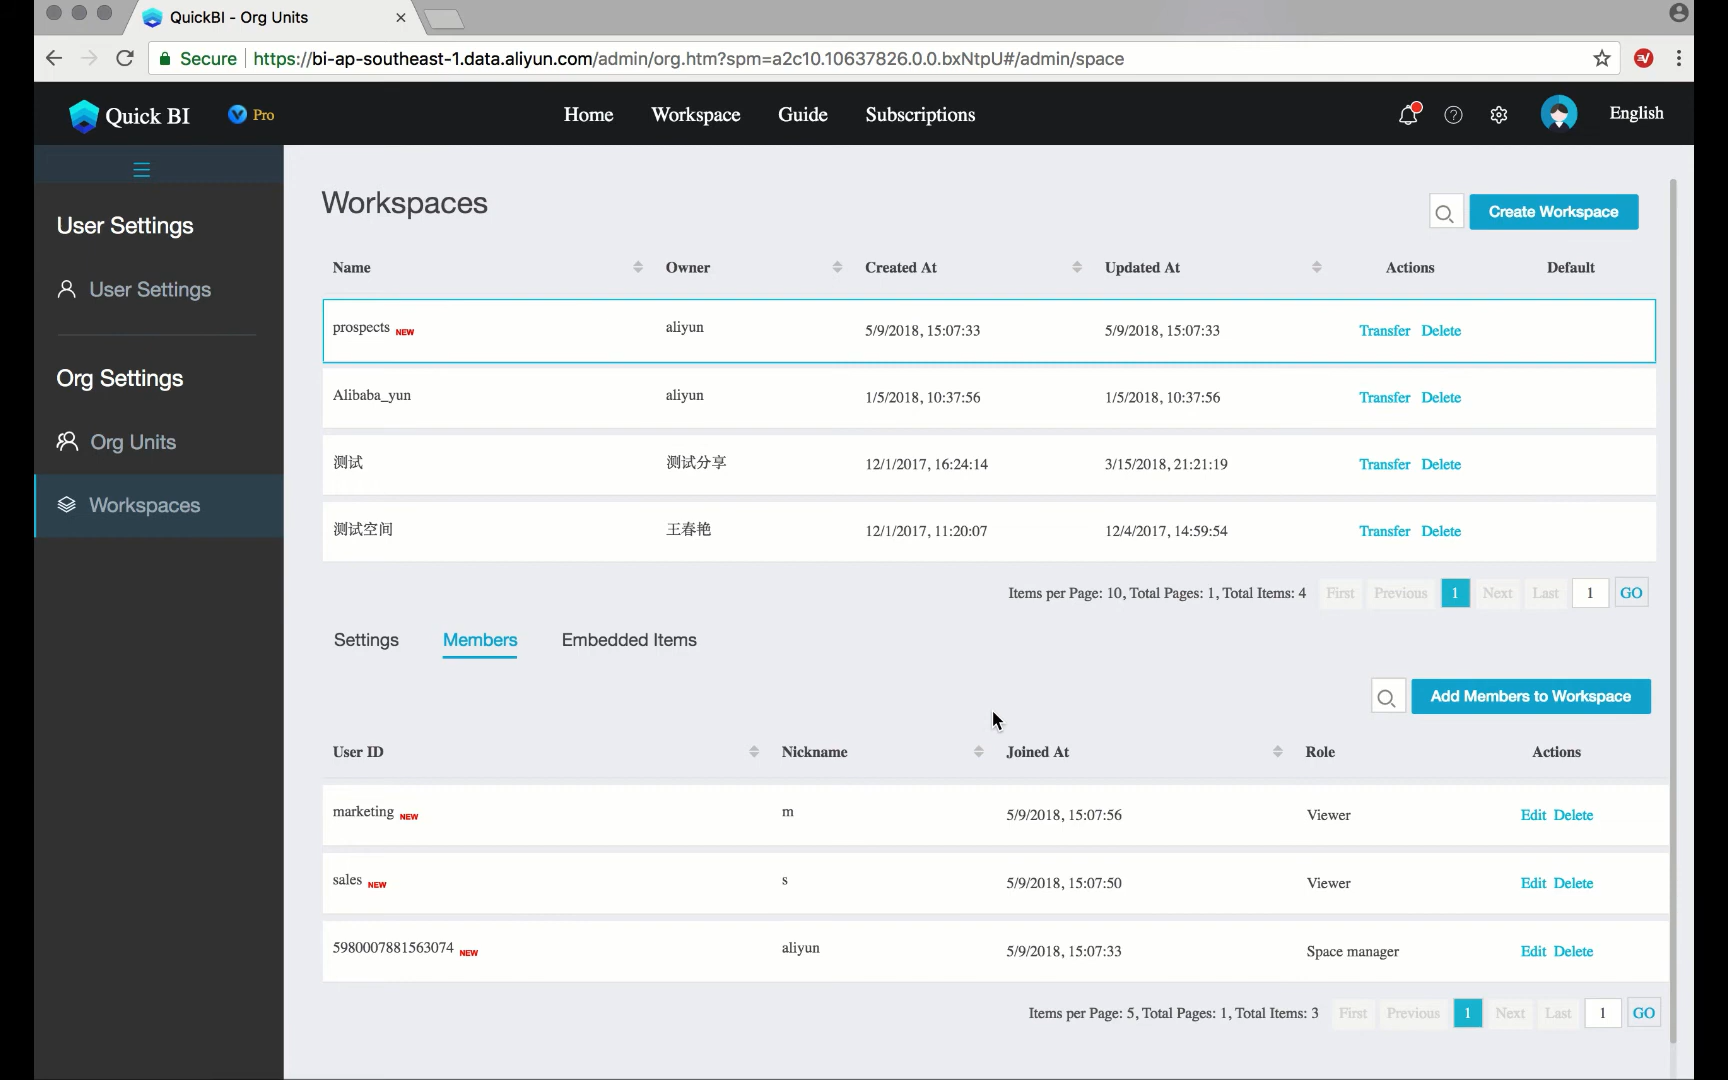 QuickBI - Org Units
Secure https://bi-ap-southeast-1.data.aliyun.com/admin/org.htm?spm=a2c10.10637826.0.0.bxNtpU#/admin/space
Quick BI Pro Home Workspace Guide Subscriptions English
User Settings
User Settings
Org Settings
Org Units
Workspaces
Workspaces
Create Workspace
Name Owner Created At Updated At Actions Default
prospects NEW aliyun 5/9/2018, 15:07:33 5/9/2018, 15:07:33 Transfer Delete
Alibaba_yun aliyun 1/5/2018, 10:37:56 1/5/2018, 10:37:56 Transfer Delete
测试 测试分享 12/1/2017, 16:24:14 3/15/2018, 21:21:19 Transfer Delete
测试空间 王春艳 12/1/2017, 11:20:07 12/4/2017, 14:59:54 Transfer Delete
Items per Page: 10, Total Pages: 1, Total Items: 4 First Previous 1 Next Last 1 GO
Settings Members Embedded Items
Add Members to Workspace
User ID Nickname Joined At Role Actions
marketing NEW m 5/9/2018, 15:07:56 Viewer Edit Delete
sales NEW s 5/9/2018, 15:07:50 Viewer Edit Delete
5980007881563074 NEW aliyun 5/9/2018, 15:07:33 Space manager Edit Delete
Items per Page: 5, Total Pages: 1, Total Items: 3 First Previous 1 Next Last 1 GO